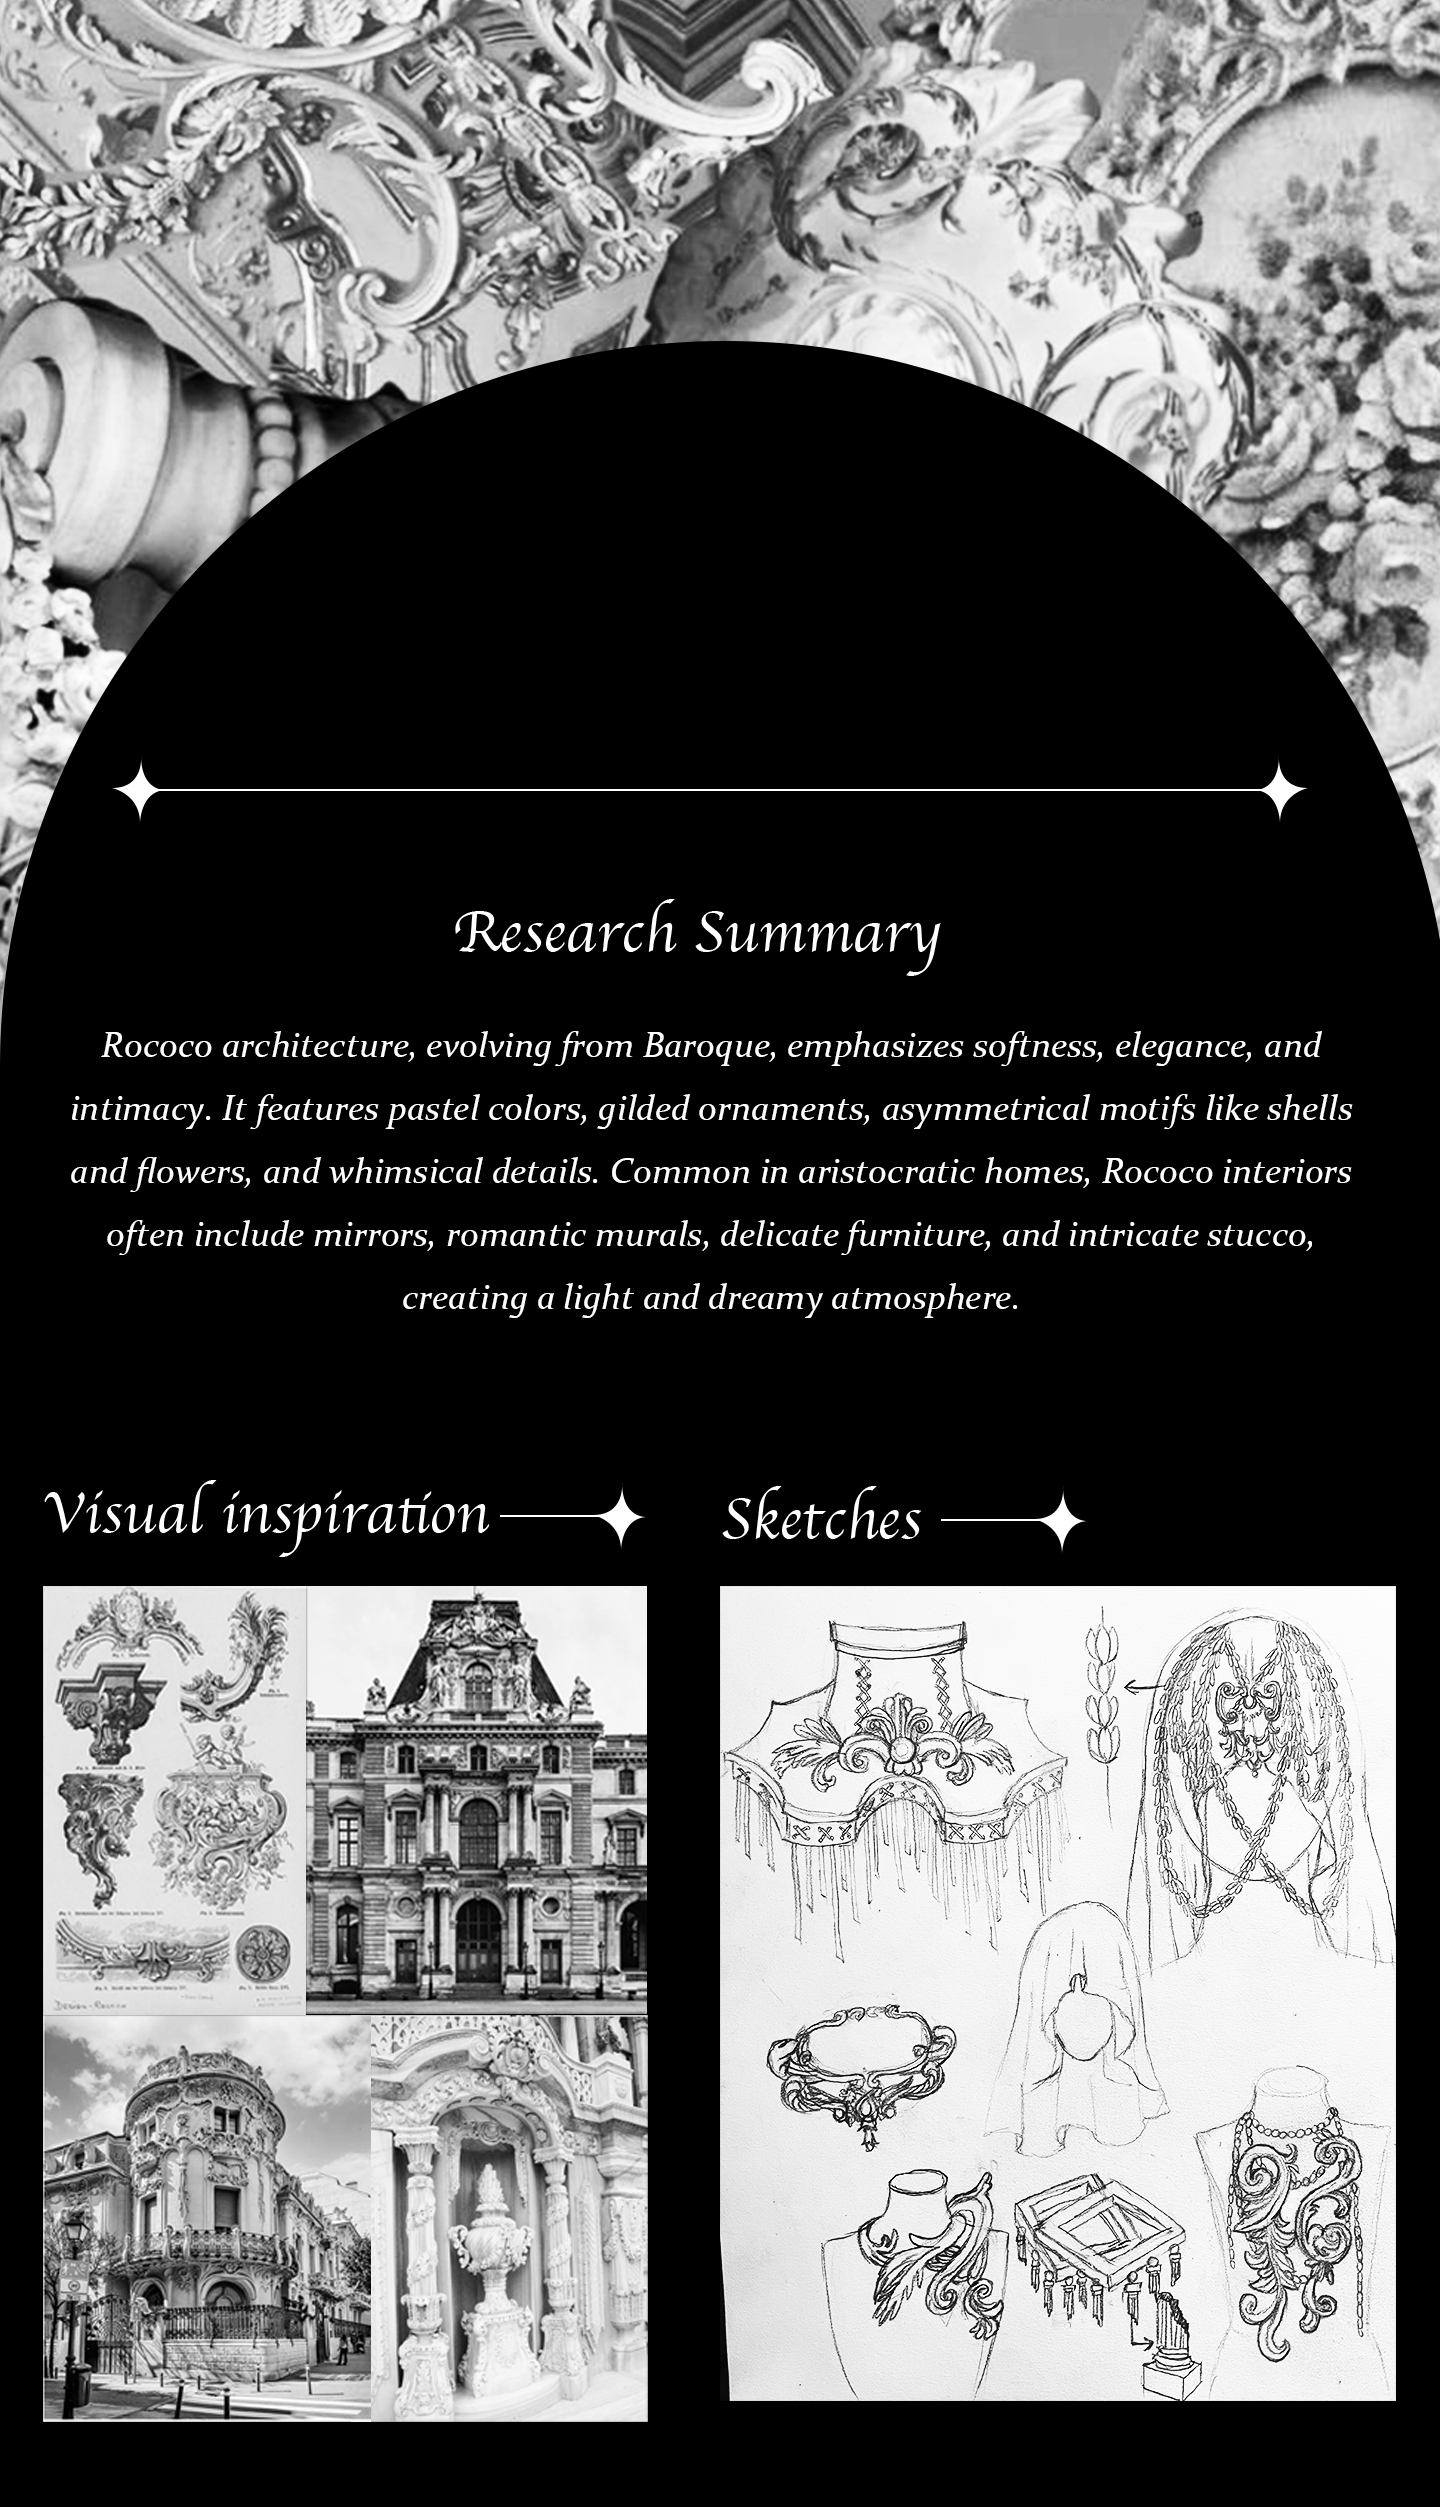 Research Summary
Rococo architecture, evolving from Baroque, emphasizes softness, elegance, and
intimacy. It features pastel colors, gilded ornaments, asymmetrical motifs like shells
and flowers, and whimsical details. Common in aristocratic homes, Rococo interiors
often include mirrors, romantic murals, delicate furniture, and intricate stucco,
creating a light and dreamy atmosphere.
Visual inspiration
Sketches